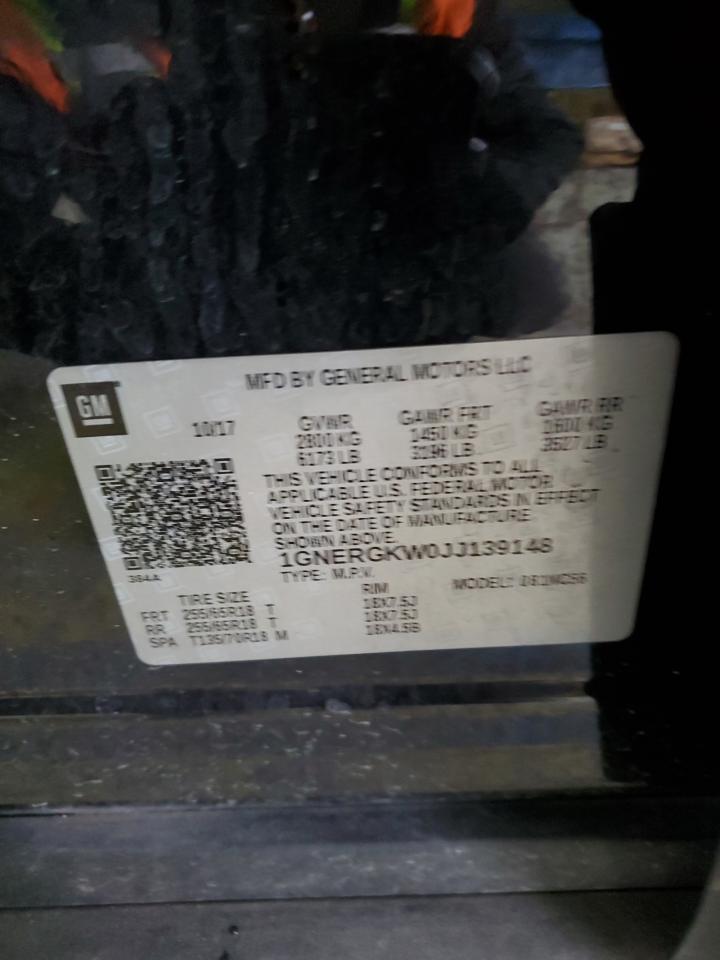 GM
MFD BY GENERAL MOTORS LLC
10/17
GVWR GAWR FRT GAWR RR
2800 KG 1450 KG 1600 KG
6173 LB 3196 LB 3527 LB
THIS VEHICLE CONFORMS TO ALL
APPLICABLE U.S. FEDERAL MOTOR
VEHICLE SAFETY STANDARDS IN EFFECT
ON THE DATE OF MANUFACTURE
SHOWN ABOVE.
1GNERGKW0JJ139148
384A
TYPE: M.P.V. MODEL:
TIRE SIZE RIM
FRT 255/65R18 T 18X7.5J
RR 255/65R18 T 18X7.5J
SPA T135/70R18 M 18X4.5B